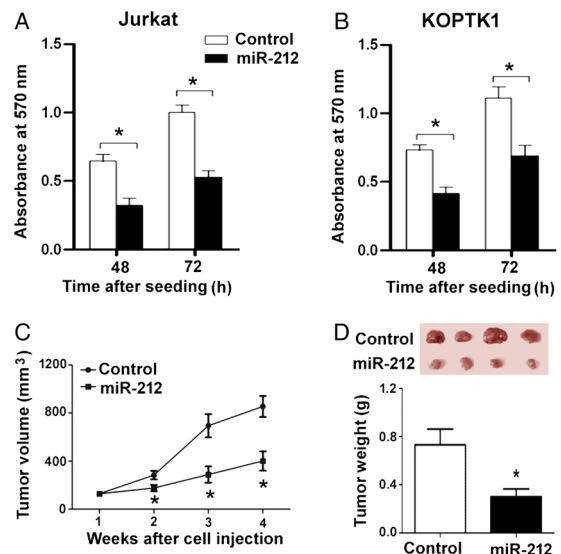 A
Jurkat
Control
miR-212
Absorbance at 570 nm
1.5
1.0
0.5
0.0
*
*
48
72
Time after seeding (h)
B
KOPTK1
Absorbance at 570 nm
1.5
1.0
0.5
0.0
*
*
48
72
Time after seeding (h)
C
Control
miR-212
Tumor volume (mm³)
1200
800
400
0
*
*
*
1
2
3
4
Weeks after cell injection
D
Control
miR-212
Tumor weight (g)
1.2
0.8
0.4
0.0
*
Control
miR-212